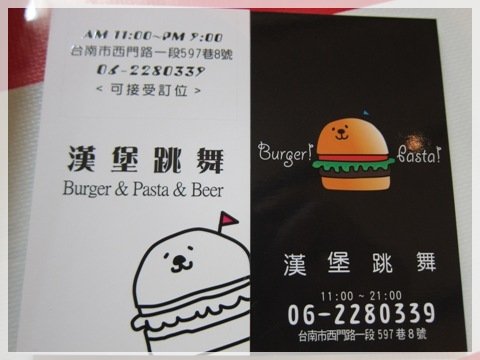 AM 11:00~PM 9:00
台南市西門路一段597巷8號
06-2280339
<可接受訂位>
漢堡跳舞
Burger & Pasta & Beer
Burger! Pasta!
漢堡跳舞
11:00 ~ 21:00
06-2280339
台南市西門路一段 597 巷 8 號